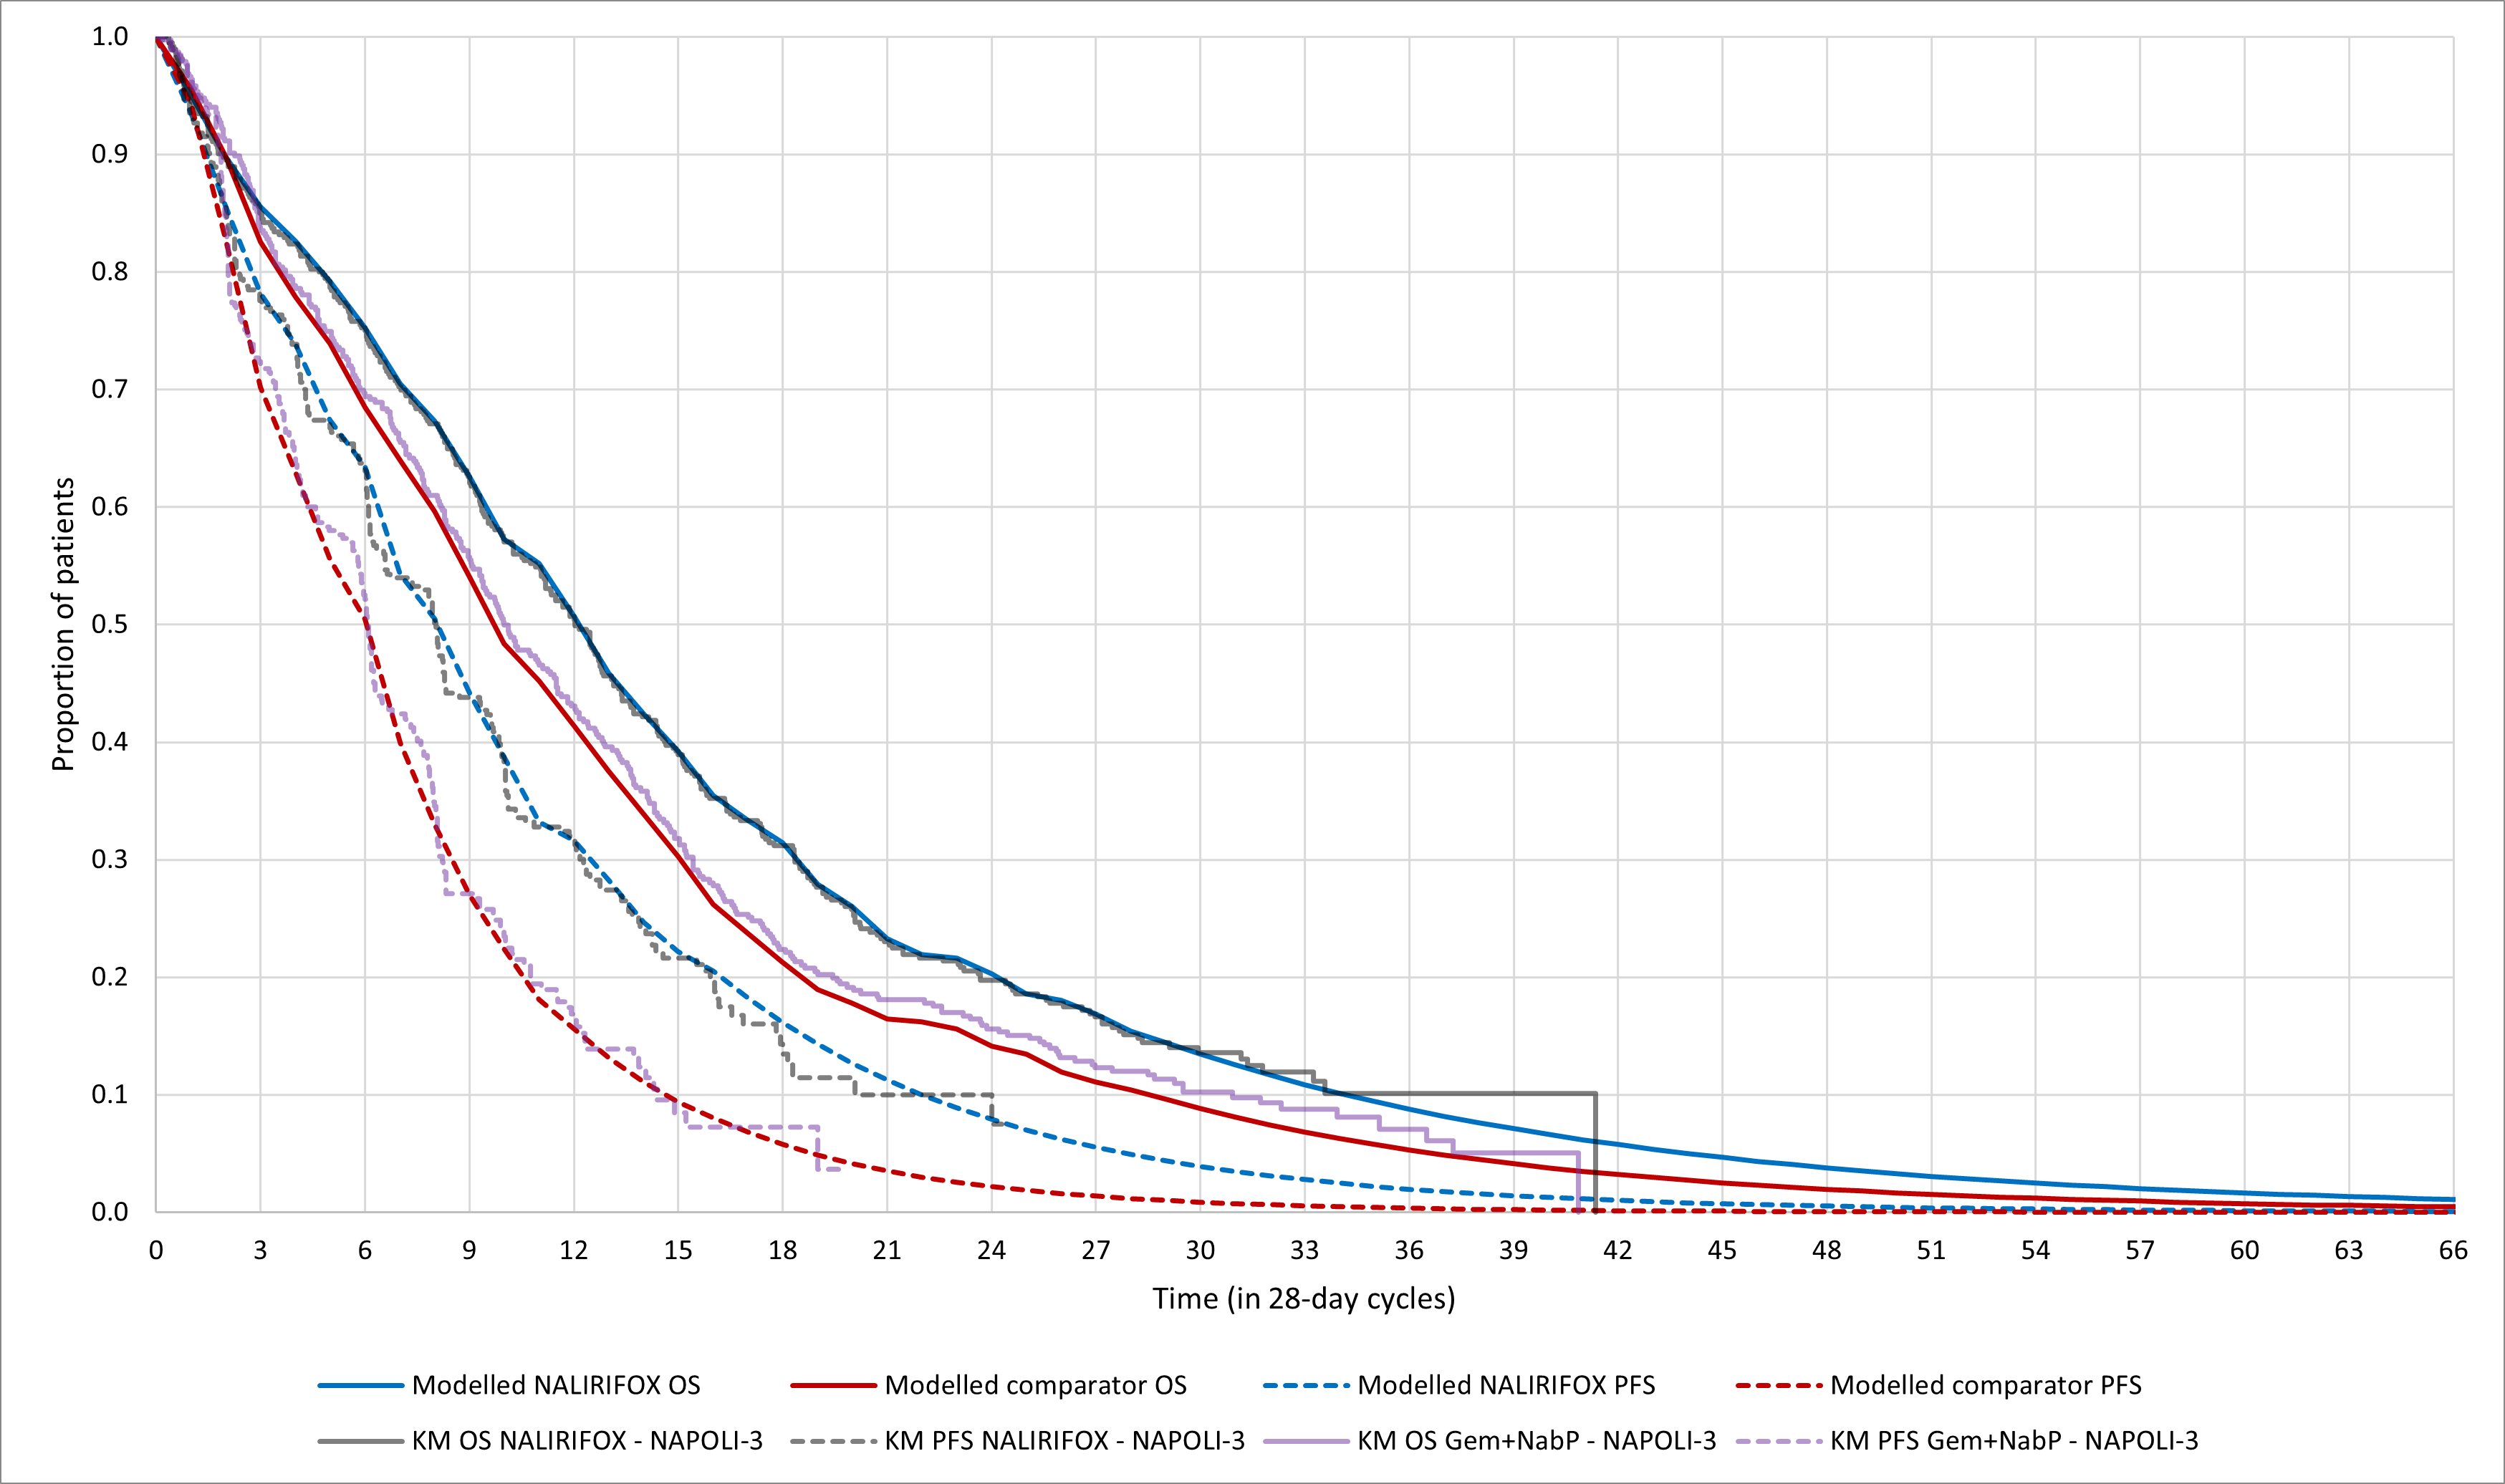 1.0
0.9
0.8
0.7
0.6
0.5
0.4
0.3
0.2
0.1
0.0
Proportion of patients
0 3 6 9 12 15 18 21 24 27 30 33 36 39 42 45 48 51 54 57 60 63 66
Time (in 28-day cycles)
Modelled NALIRIFOX OS Modelled comparator OS Modelled NALIRIFOX PFS Modelled comparator PFS
KM OS NALIRIFOX - NAPOLI-3 KM PFS NALIRIFOX - NAPOLI-3 KM OS Gem+NabP - NAPOLI-3 KM PFS Gem+NabP - NAPOLI-3